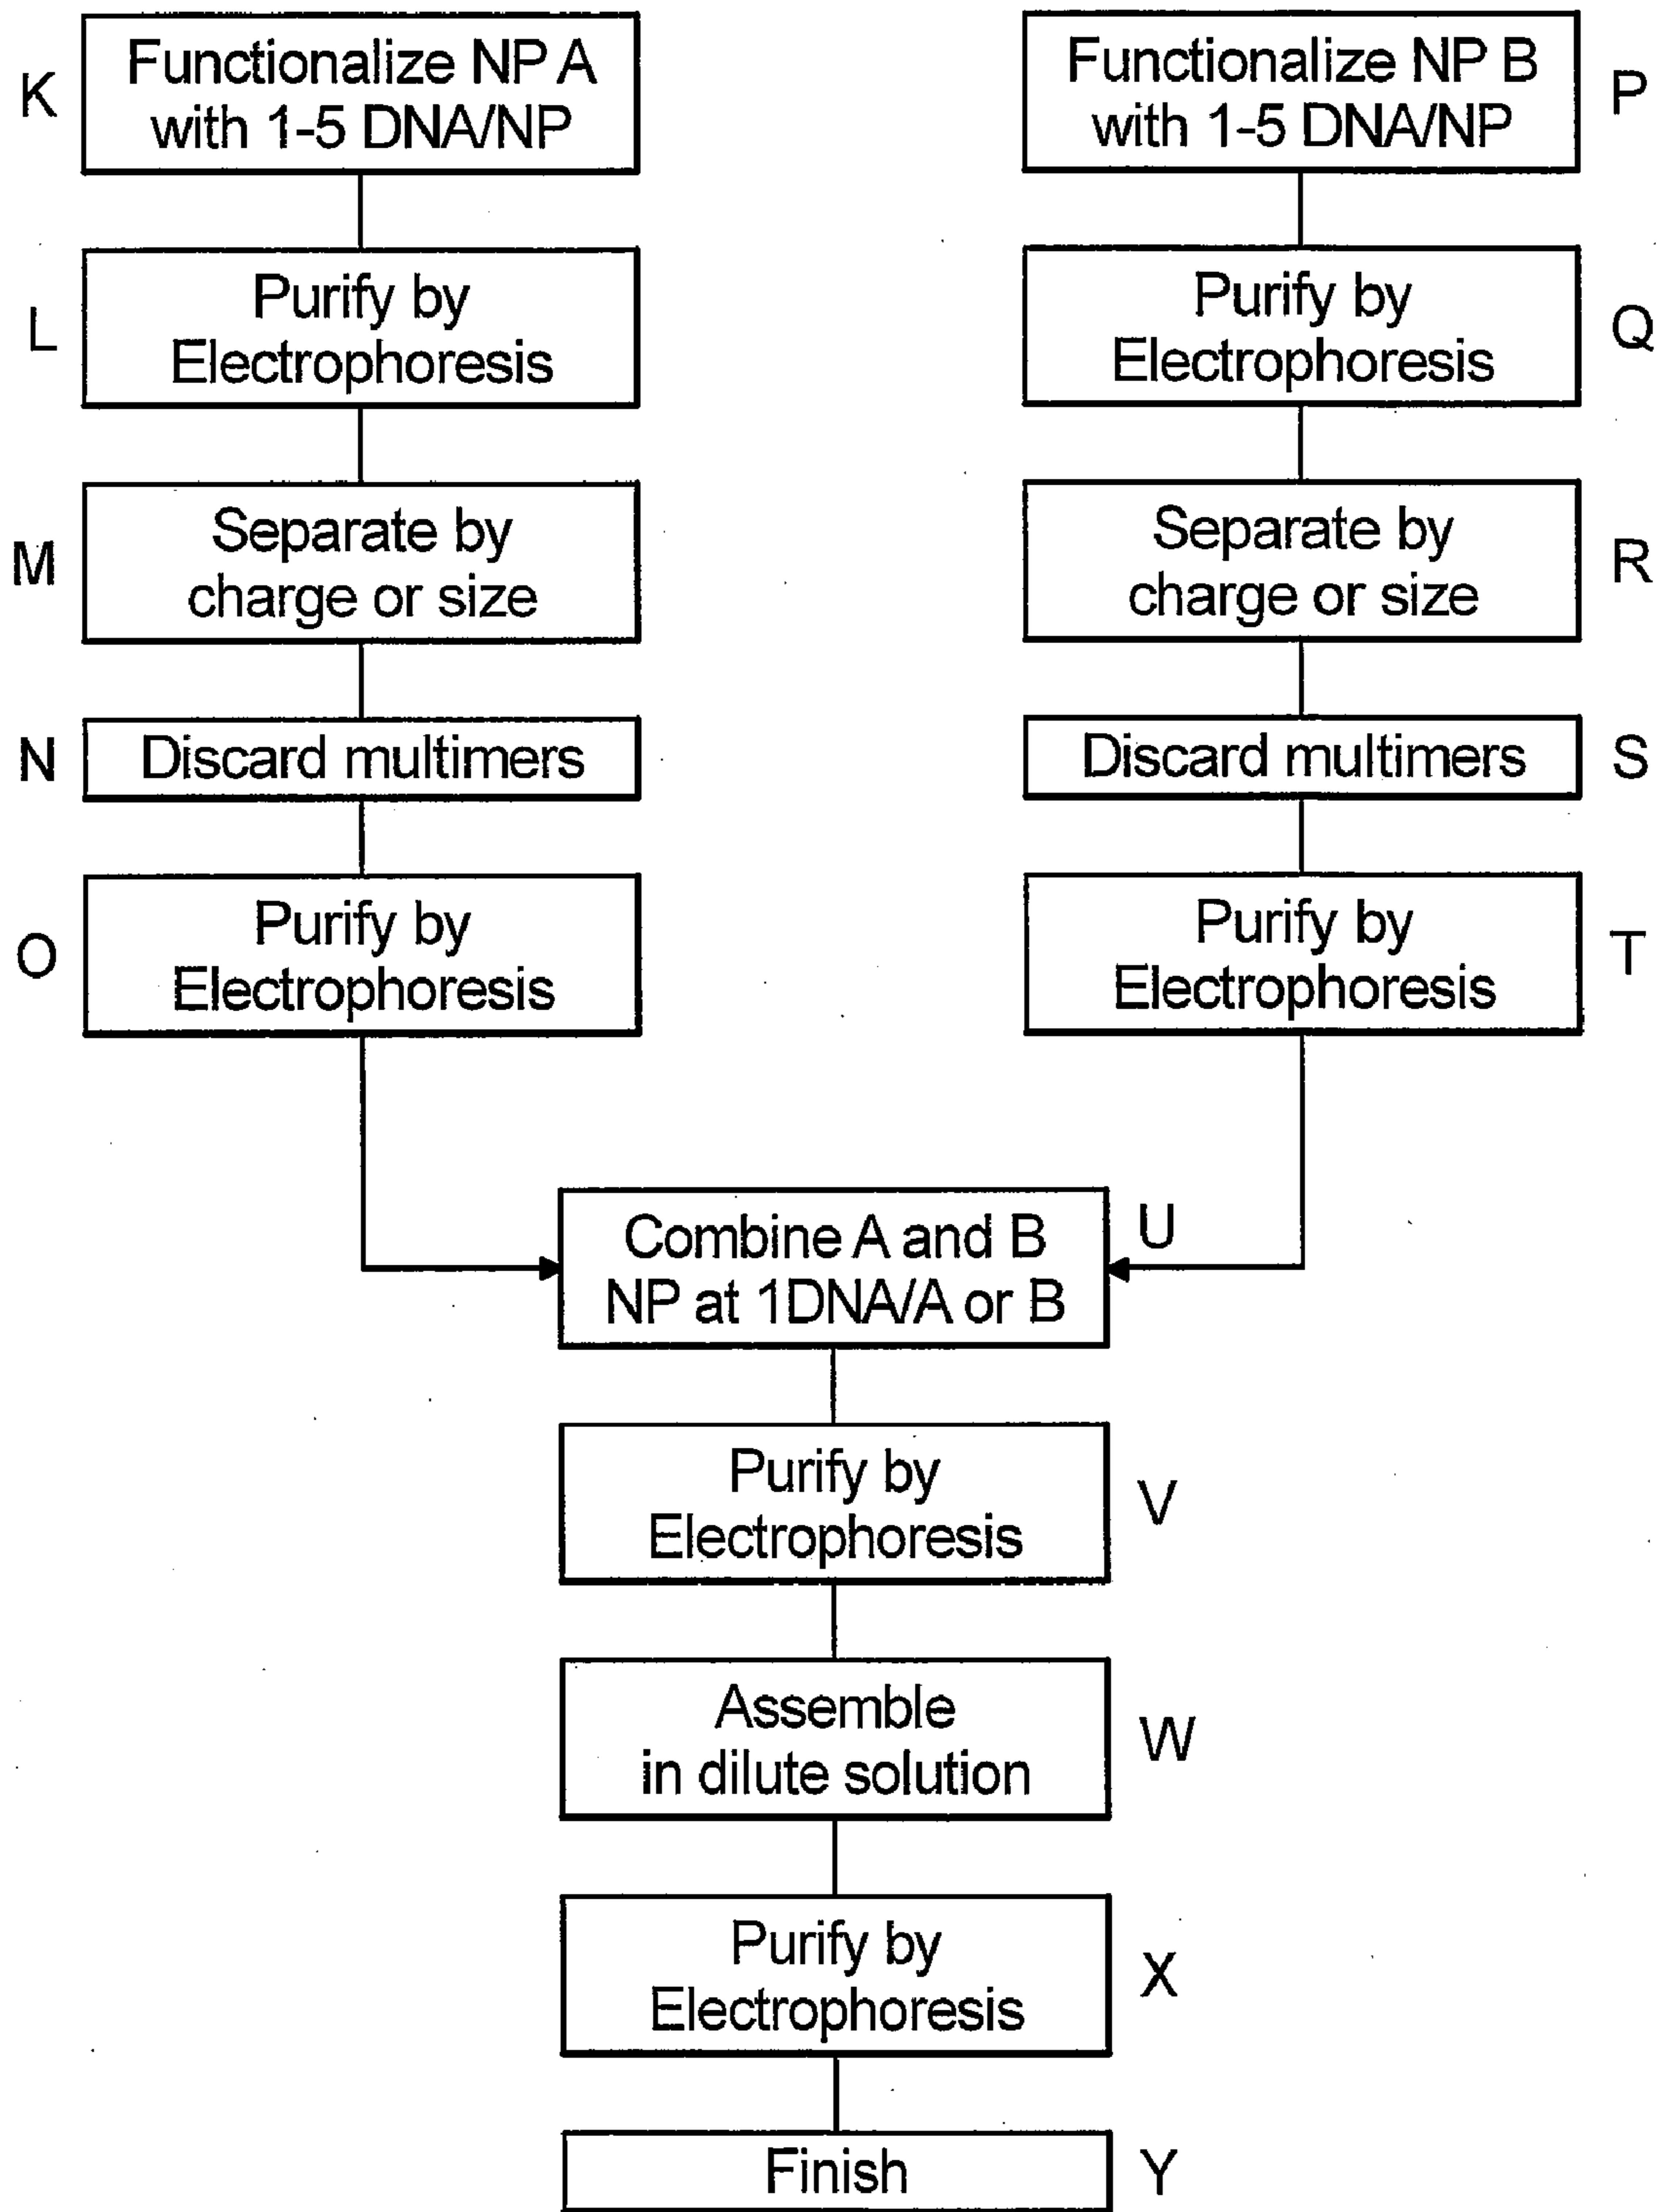 K
Functionalize NP A
with 1-5 DNA/NP
L
Purify by
Electrophoresis
M
Separate by
charge or size
N
Discard multimers
O
Purify by
Electrophoresis
Functionalize NP B
with 1-5 DNA/NP
P
Purify by
Electrophoresis
Q
Separate by
charge or size
R
Discard multimers
S
Purify by
Electrophoresis
T
Combine A and B
NP at 1DNA/A or B
U
Purify by
Electrophoresis
V
Assemble
in dilute solution
W
Purify by
Electrophoresis
X
Finish
Y